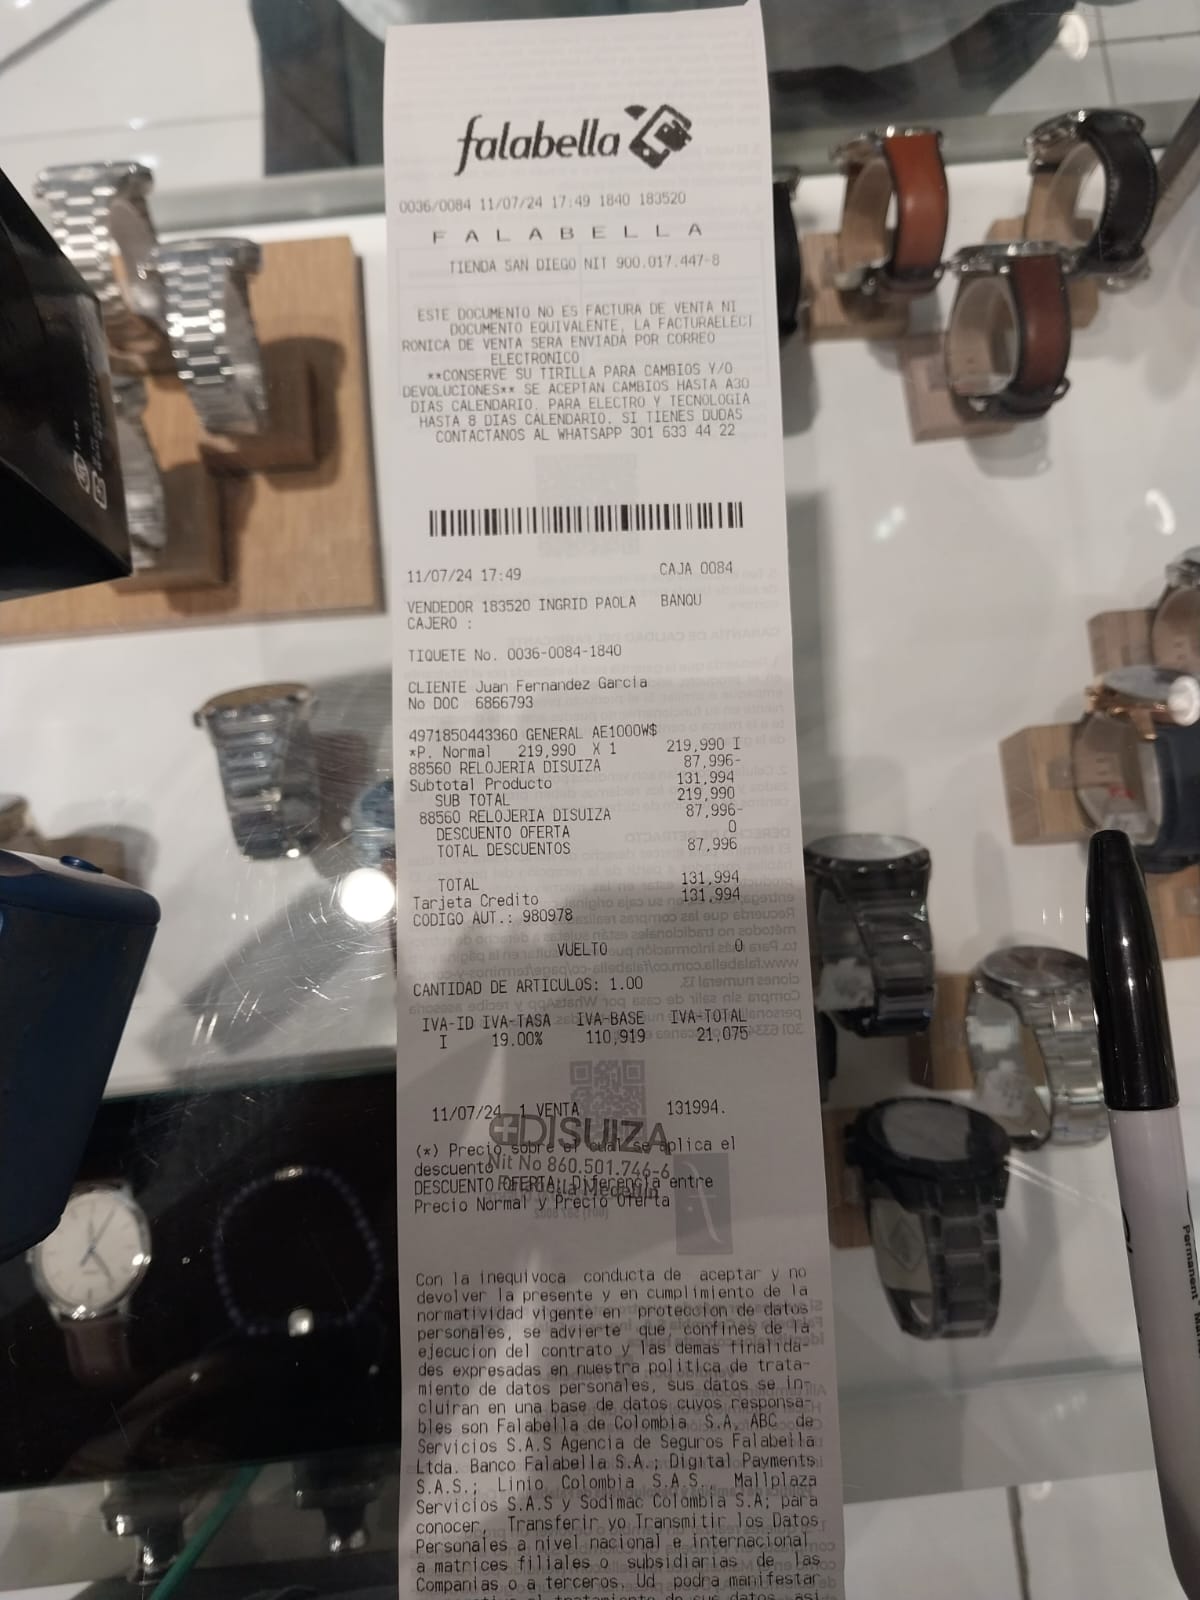 falabella
0036/0084 11/07/24 17:49 1840 183520
F A L A B E L L A
TIENDA SAN DIEGO NIT 900.017.447-8
ESTE DOCUMENTO NO ES FACTURA DE VENTA NI
DOCUMENTO EQUIVALENTE, LA FACTURAELECT
RONICA DE VENTA SERA ENVIADA POR CORREO
ELECTRONICO
**CONSERVE SU TIRILLA PARA CAMBIOS Y/O
DEVOLUCIONES** SE ACEPTAN CAMBIOS HASTA A30
DIAS CALENDARIO. PARA ELECTRO Y TECNOLOGIA
HASTA 8 DIAS CALENDARIO. SI TIENES DUDAS
CONTACTANOS AL WHATSAPP 301 633 44 22
11/07/24 17:49 CAJA 0084
VENDEDOR 183520 INGRID PAOLA BANQU
CAJERO :
TIQUETE No. 0036-0084-1840
CLIENTE Juan Fernandez Garcia
No DOC 6866793
4971850443360 GENERAL AE1000W$
*P. Normal 219,990 X 1 219,990 I
88560 RELOJERIA DISUIZA 87,996-
Subtotal Producto 131,994
SUB TOTAL 219,990
88560 RELOJERIA DISUIZA 87,996-
DESCUENTO OFERTA 0
TOTAL DESCUENTOS 87,996
TOTAL 131,994
Tarjeta Credito 131,994
CODIGO AUT.: 980978
VUELTO 0
CANTIDAD DE ARTICULOS: 1.00
IVA-ID IVA-TASA IVA-BASE IVA-TOTAL
I 19.00% 110,919 21,075
11/07/24 1 VENTA 131994.
DISUIZA
(*) Precio sobre el cual se aplica el
descuento
Nit No 860.501.746-6
DESCUENTO OFERTA: Diferencia entre
Falabella Medellin
Precio Normal y Precio Oferta
Con la inequivoca conducta de aceptar y no
devolver la presente y en cumplimiento de la
normatividad vigente en proteccion de datos
personales, se advierte que, confines de la
ejecucion del contrato y las demas finalida-
des expresadas en nuestra politica de trata-
miento de datos personales, sus datos se in-
cluiran en una base de datos cuyos responsa-
bles son Falabella de Colombia S.A, ABC de
Servicios S.A.S Agencia de Seguros Falabella
Ltda. Banco Falabella S.A.; Digital Payments
S.A.S.; Linio Colombia S.A.S. Mallplaza
Servicios S.A.S y Sodimac Colombia S.A; para
conocer, Transferir yo Transmitir los Datos
Personales a nivel nacional e internacional
a matrices filiales o subsidiarias de las
Companias o a terceros. Ud podra manifestar
al tratamiento de sus datos, asi
Permanent